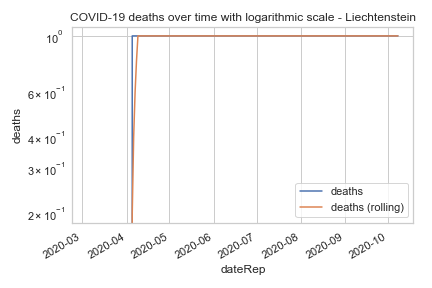 COVID-19 deaths over time with logarithmic scale - Liechtenstein
10⁰
6 × 10⁻¹
4 × 10⁻¹
3 × 10⁻¹
2 × 10⁻¹
deaths
deaths
deaths (rolling)
2020-03
2020-04
2020-05
2020-06
2020-07
2020-08
2020-09
2020-10
dateRep